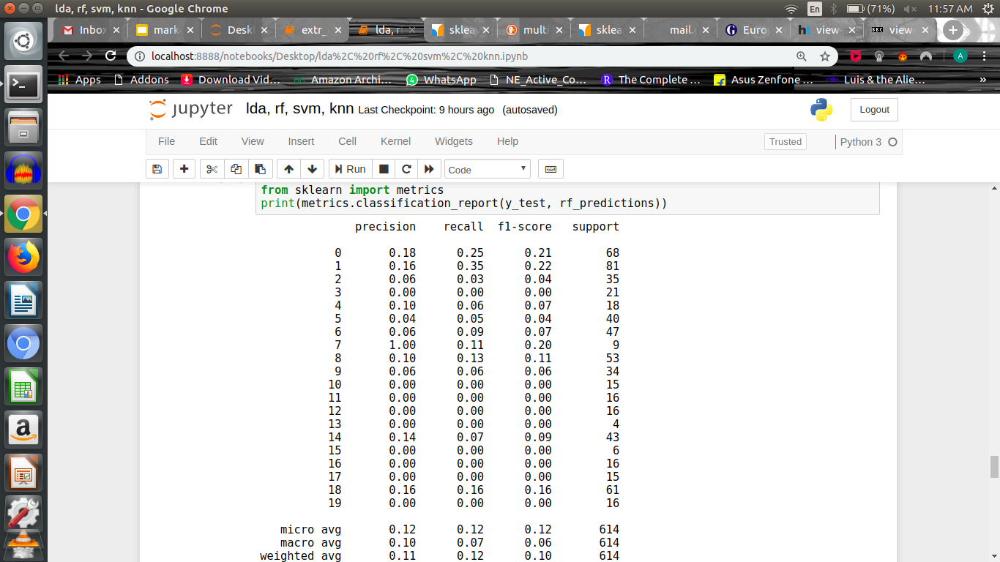 lda, rf, svm, knn - Google Chrome
En (71%) 11:57 AM
Inbo mark Deskt extr_ lda, r sklea multi sklea mail. Euro view- BBC view-
localhost:8888/notebooks/Desktop/lda%2C%20rf%2C%20svm%2C%20knn.ipynb
A
Apps Addons Download Vid... Amazon Archi... WhatsApp NE_Active_Co... R The Complete ... Asus Zenfone ... Luis & the Alie... »
jupyter lda, rf, svm, knn Last Checkpoint: 9 hours ago (autosaved)
Logout
File Edit View Insert Cell Kernel Widgets Help
Trusted Python 3
Run Code
from sklearn import metrics
print(metrics.classification_report(y_test, rf_predictions))
precision recall f1-score support
0 0.18 0.25 0.21 68
1 0.16 0.35 0.22 81
2 0.06 0.03 0.04 35
3 0.00 0.00 0.00 21
4 0.10 0.06 0.07 18
5 0.04 0.05 0.04 40
6 0.06 0.09 0.07 47
7 1.00 0.11 0.20 9
8 0.10 0.13 0.11 53
9 0.06 0.06 0.06 34
10 0.00 0.00 0.00 15
11 0.00 0.00 0.00 16
12 0.00 0.00 0.00 16
13 0.00 0.00 0.00 4
14 0.14 0.07 0.09 43
15 0.00 0.00 0.00 6
16 0.00 0.00 0.00 16
17 0.00 0.00 0.00 15
18 0.16 0.16 0.16 61
19 0.00 0.00 0.00 16
micro avg 0.12 0.12 0.12 614
macro avg 0.10 0.07 0.06 614
weighted avg 0.11 0.12 0.10 614